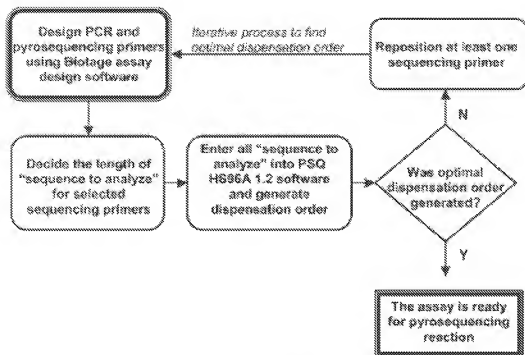 Design PCR and
pyrosequencing primers
using Biotage assay
design software
Iterative process to find
optimal dispensation order
Reposition at least one
sequencing primer
N
Decide the length of
"sequence to analyze"
for selected
sequencing primers
Enter all "sequence to
analyze" into PSQ
HS96A 1.2 software
and generate
dispensation order
Was optimal
dispensation order
generated?
Y
The assay is ready
for pyrosequencing
reaction